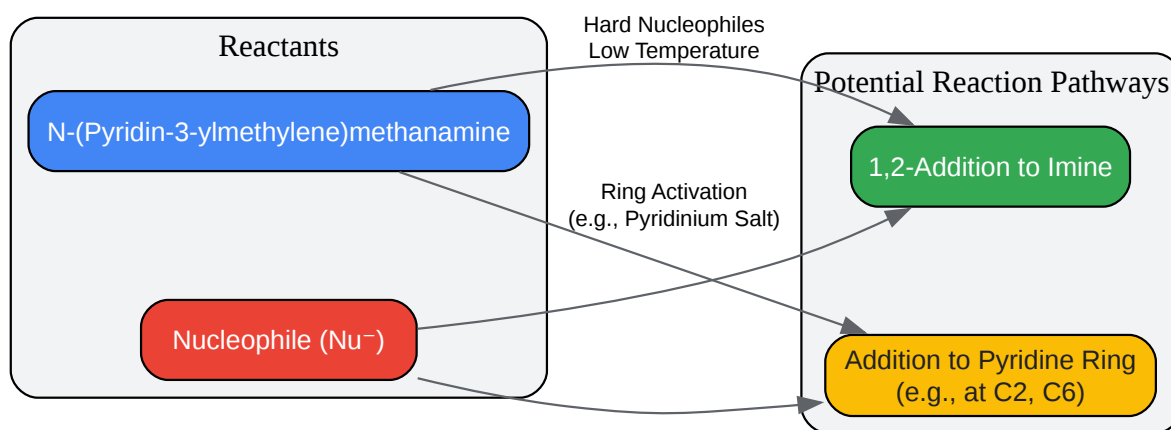 Reactants
Hard Nucleophiles
Low Temperature
Potential Reaction Pathways
N-(Pyridin-3-ylmethylene)methanamine
1,2-Addition to Imine
Ring Activation
(e.g., Pyridinium Salt)
Nucleophile (Nu⁻)
Addition to Pyridine Ring
(e.g., at C2, C6)